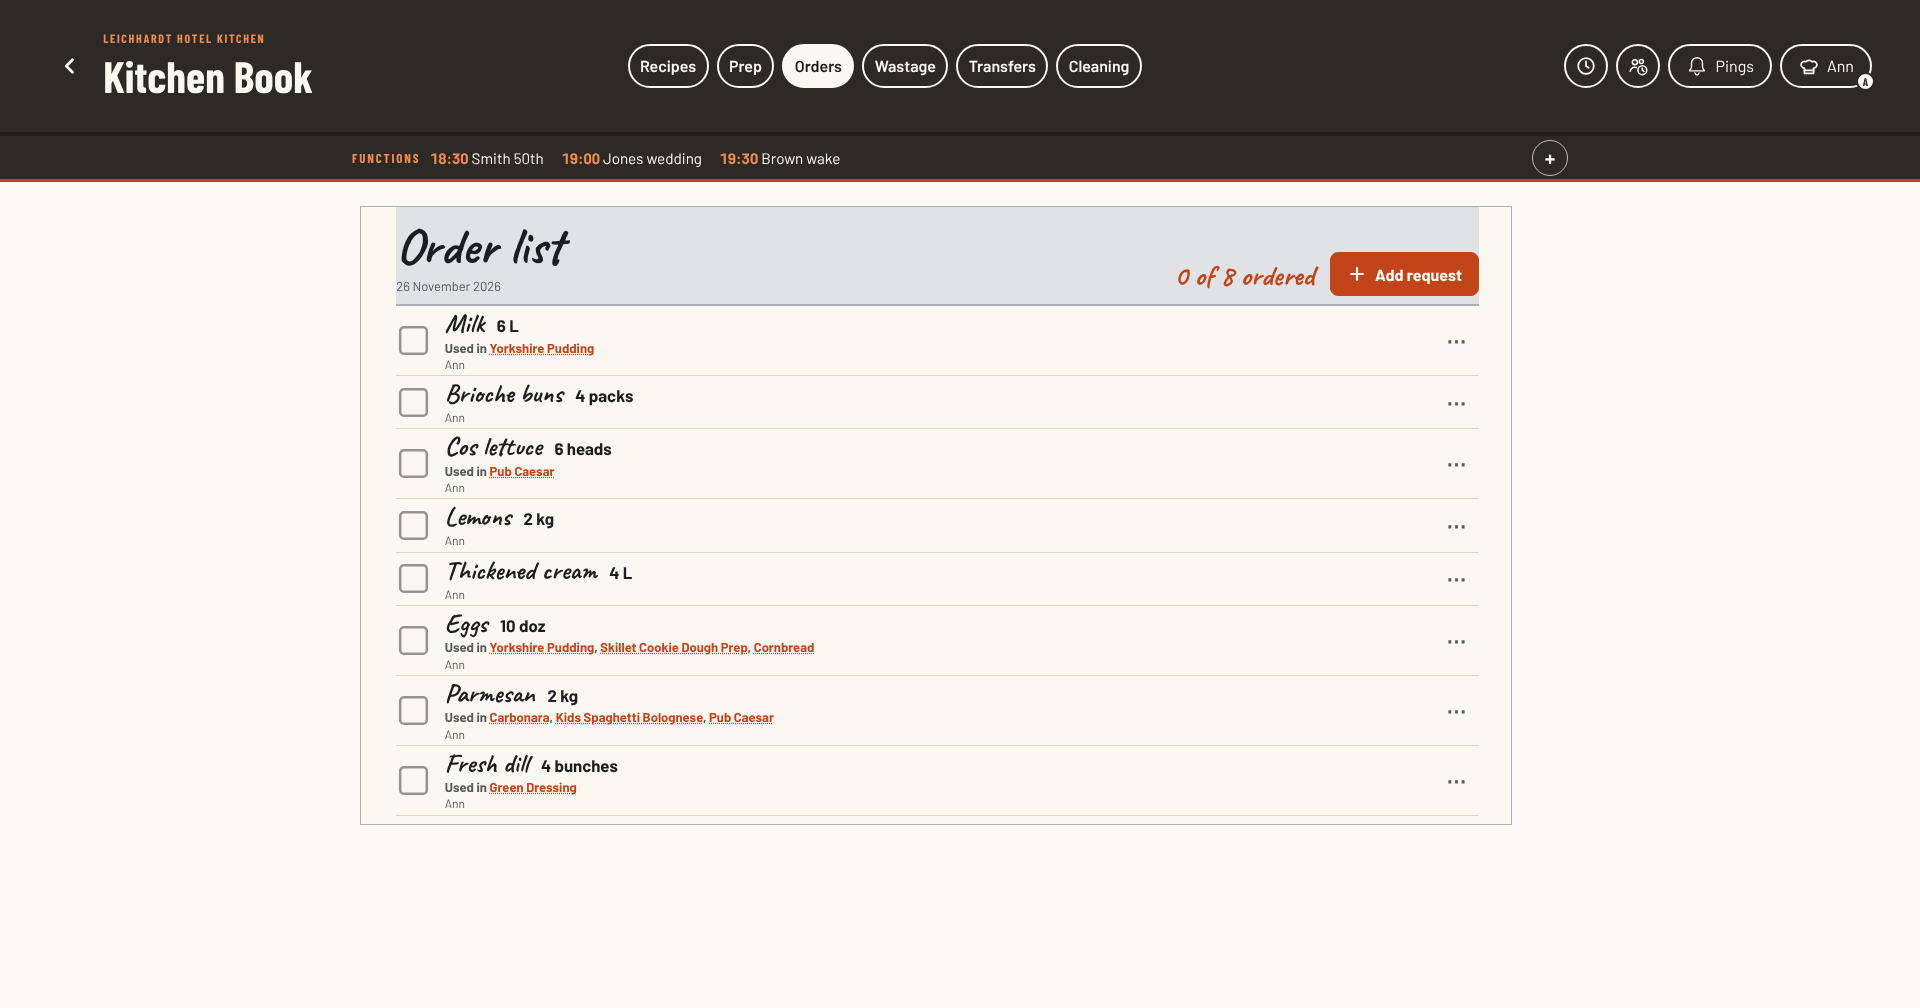 LEICHHARDT HOTEL KITCHEN
Kitchen Book
Recipes Prep Orders Wastage Transfers Cleaning
Pings Ann
A
FUNCTIONS 18:30 Smith 50th 19:00 Jones wedding 19:30 Brown wake
+
Order list
26 November 2026
0 of 8 ordered
+ Add request
Milk 6 L
Used in Yorkshire Pudding
Ann
Brioche buns 4 packs
Ann
Cos lettuce 6 heads
Used in Pub Caesar
Ann
Lemons 2 kg
Ann
Thickened cream 4 L
Ann
Eggs 10 doz
Used in Yorkshire Pudding, Skillet Cookie Dough Prep, Cornbread
Ann
Parmesan 2 kg
Used in Carbonara, Kids Spaghetti Bolognese, Pub Caesar
Ann
Fresh dill 4 bunches
Used in Green Dressing
Ann